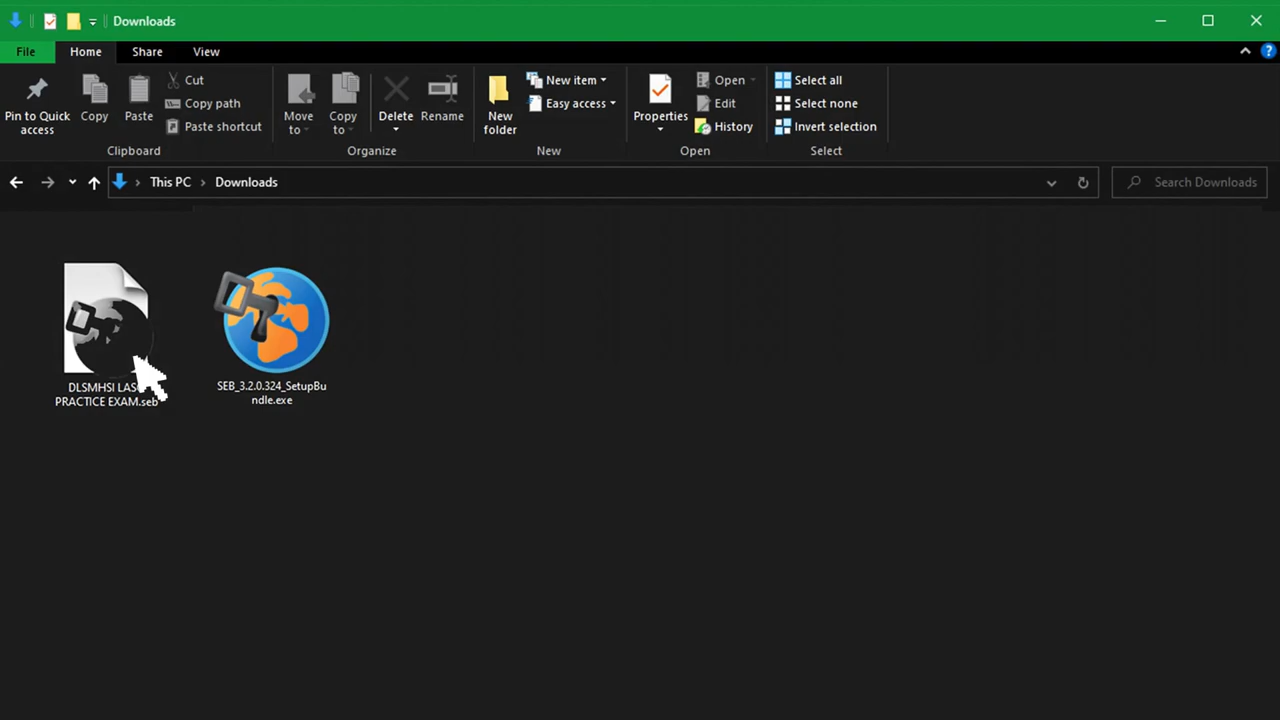 Downloads
File
Home
Share
View
Pin to Quick
access
Copy
Paste
Cut
Copy path
Paste shortcut
Clipboard
Move
to
Copy
to
Delete
Rename
Organize
New
folder
New item
Easy access
New
Properties
Open
Edit
History
Open
Select all
Select none
Invert selection
Select
This PC > Downloads
Search Downloads
DLSMHSI
PRACTICE EXAM.seb
SEB_3.2.0.324_SetupBu
ndle.exe